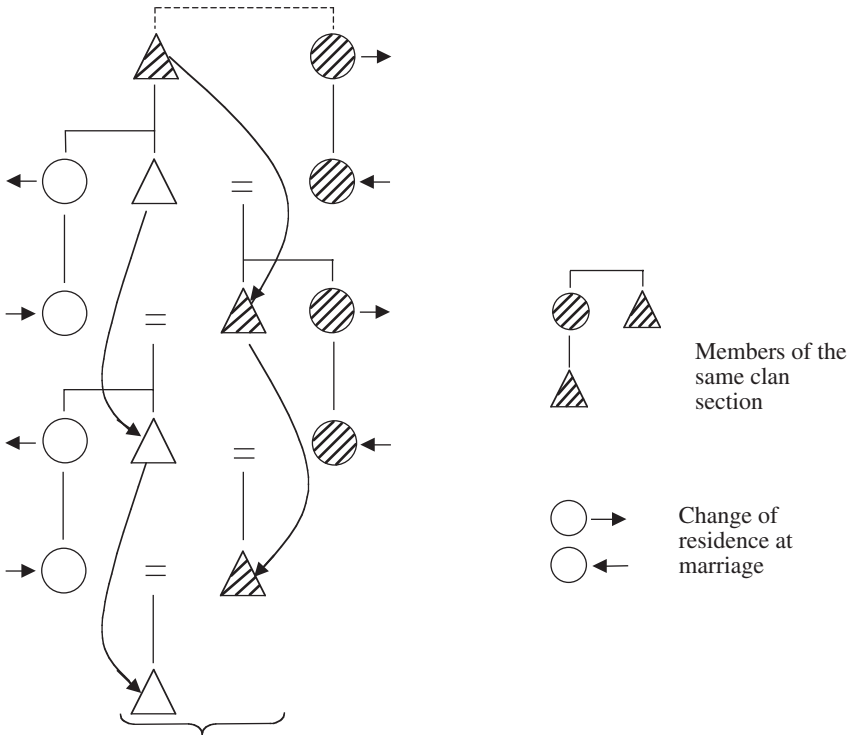 Members of the
same clan
section
Change of
residence at
marriage